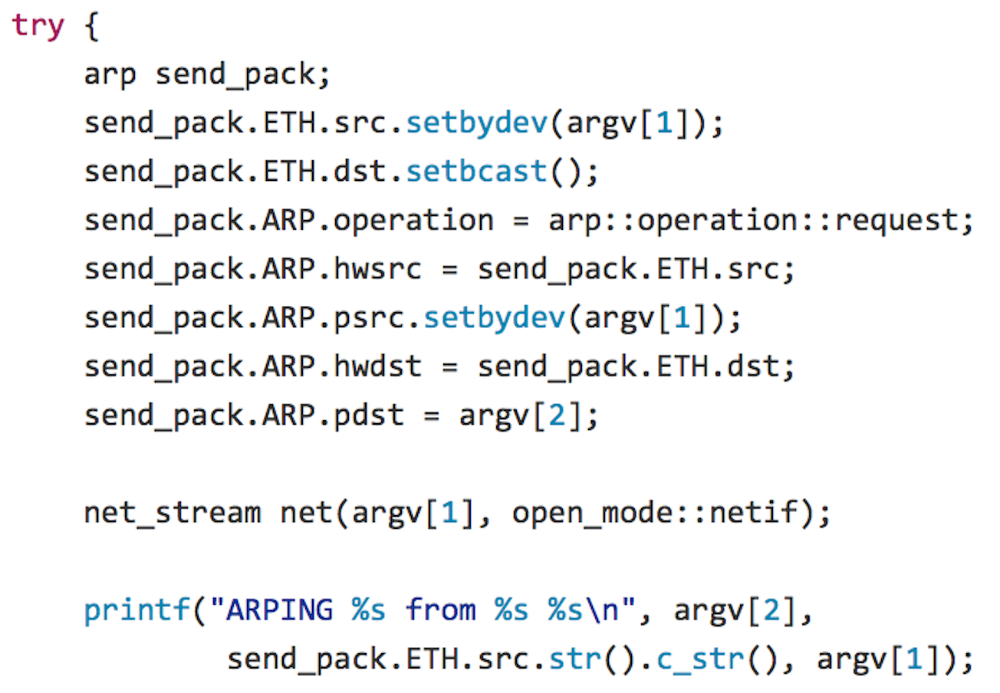 try {
    arp send_pack;
    send_pack.ETH.src.setbydev(argv[1]);
    send_pack.ETH.dst.setbcast();
    send_pack.ARP.operation = arp::operation::request;
    send_pack.ARP.hwsrc = send_pack.ETH.src;
    send_pack.ARP.psrc.setbydev(argv[1]);
    send_pack.ARP.hwdst = send_pack.ETH.dst;
    send_pack.ARP.pdst = argv[2];
    net_stream net(argv[1], open_mode::netif);
    printf("ARPING %s from %s %s\n", argv[2],
            send_pack.ETH.src.str().c_str(), argv[1]);